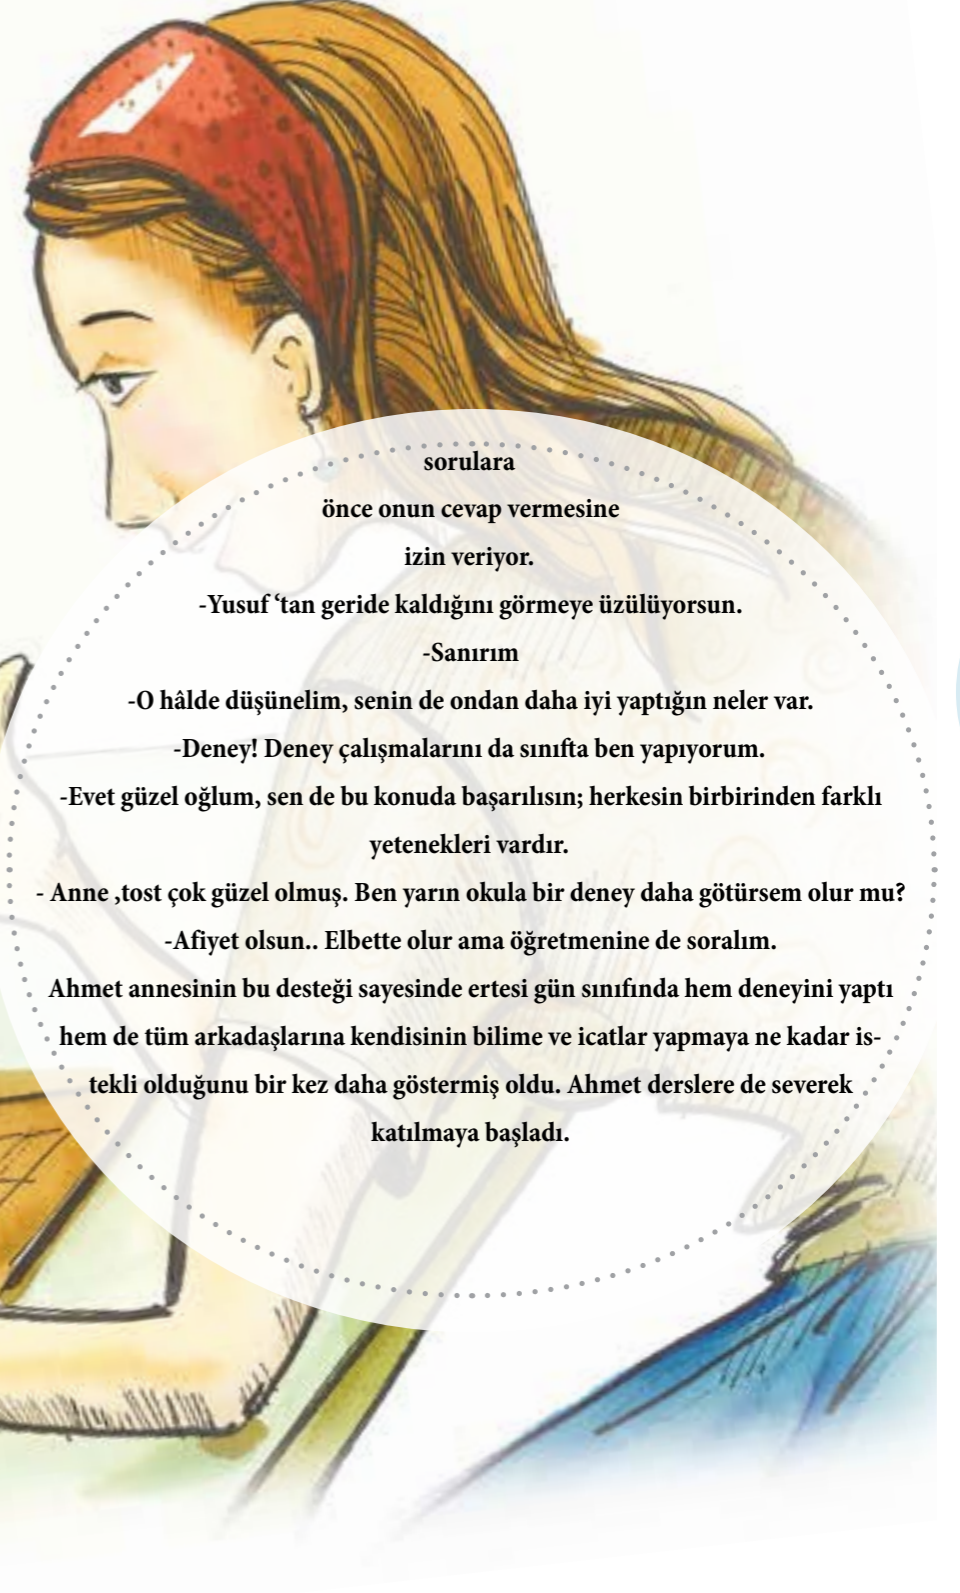 sorulara
önce onun cevap vermesine
izin veriyor.
-Yusuf ‘tan geride kaldığını görmeye üzülüyorsun.
-Sanırım
-O hâlde düşünelim, senin de ondan daha iyi yaptığın neler var.
-Deney! Deney çalışmalarını da sınıfta ben yapıyorum.
-Evet güzel oğlum, sen de bu konuda başarılısın; herkesin birbirinden farklı
yetenekleri vardır.
- Anne ,tost çok güzel olmuş. Ben yarın okula bir deney daha götürsem olur mu?
-Afiyet olsun.. Elbette olur ama öğretmenine de soralım.
Ahmet annesinin bu desteği sayesinde ertesi gün sınıfında hem deneyini yaptı
hem de tüm arkadaşlarına kendisinin bilime ve icatlar yapmaya ne kadar is-
tekli olduğunu bir kez daha göstermiş oldu. Ahmet derslere de severek
katılmaya başladı.